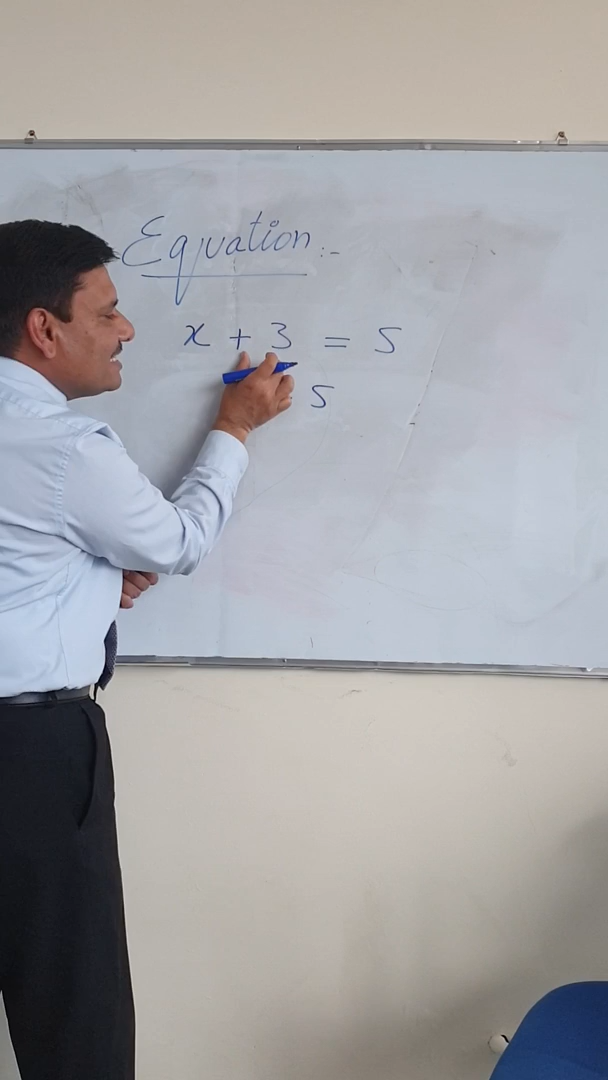 Equation :-
x + 3 = 5
5